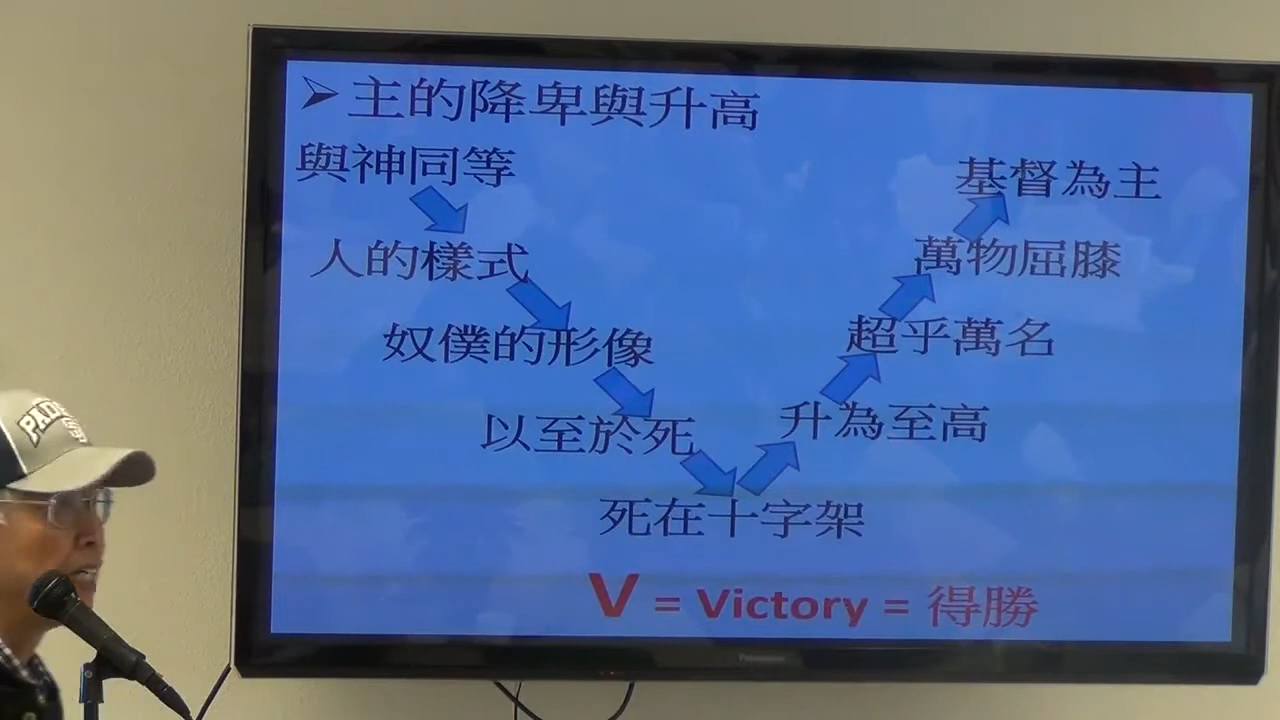 主的降卑與升高
與神同等
人的樣式
奴僕的形像
以至於死
死在十字架
升為至高
超乎萬名
萬物屈膝
基督為主
V = Victory = 得勝
Panasonic